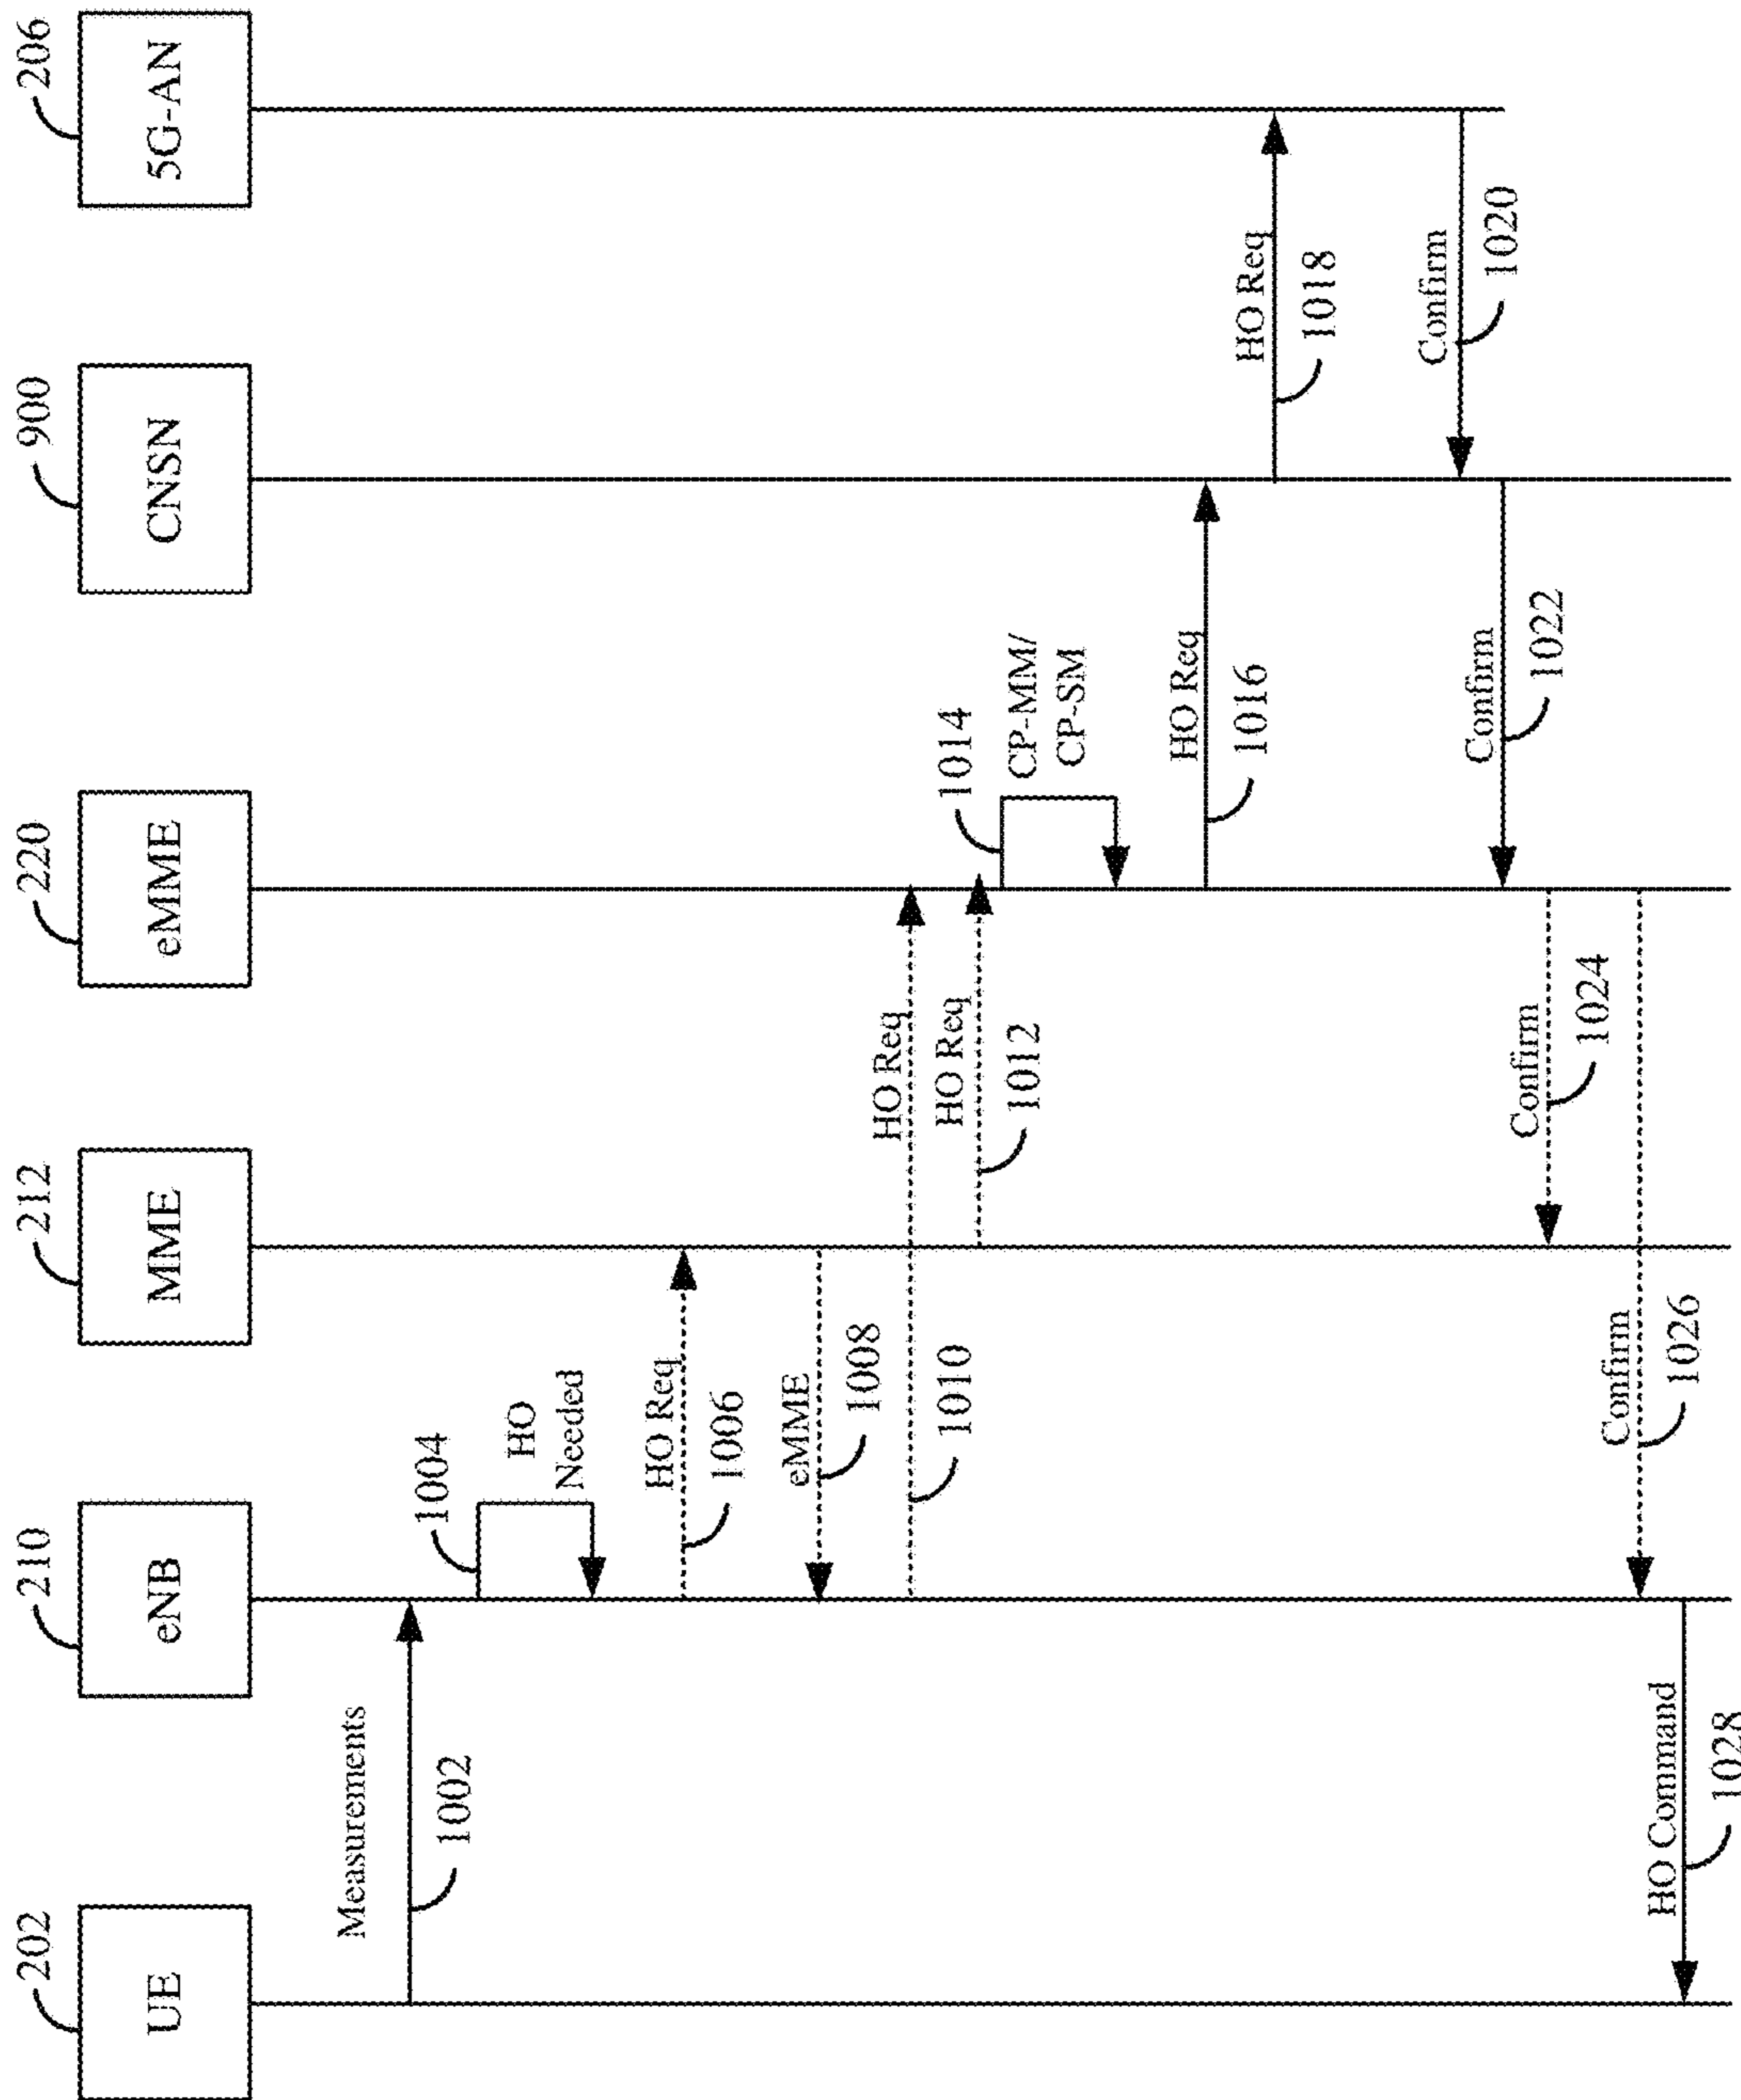 202
UE
210
eNB
212
MME
220
eMME
900
CNSN
206
5G-AN
Measurements
1002
1004
HO
Needed
HO Req
1006
eMME
1008
HO Req
1010
HO Req
1012
1014
CP-MM/
CP-SM
HO Req
1016
HO Req
1018
Confirm
1020
Confirm
1022
Confirm
1024
Confirm
1026
HO Command
1028